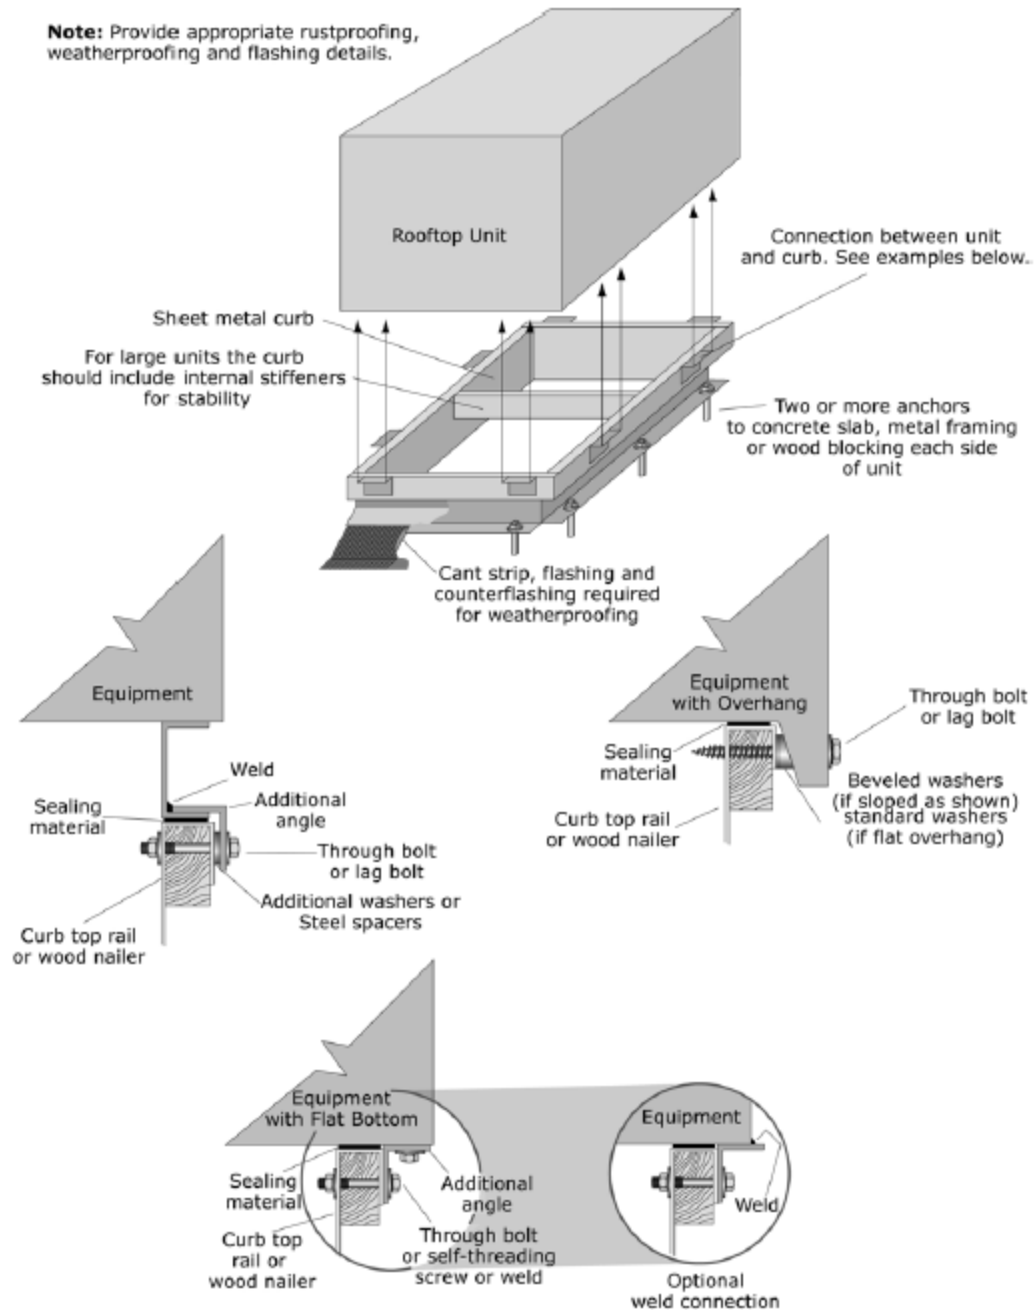 Note: Provide appropriate rustproofing,
weatherproofing and flashing details.
Rooftop Unit
Connection between unit
and curb. See examples below.
Sheet metal curb
For large units the curb
should include internal stiffeners
for stability
Two or more anchors
to concrete slab, metal framing
or wood blocking each side
of unit
Cant strip, flashing and
counterflashing required
for weatherproofing
Equipment
Weld
Sealing
material
Additional
angle
Through bolt
or lag bolt
Additional washers or
Steel spacers
Curb top rail
or wood nailer
Equipment
with Overhang
Through bolt
or lag bolt
Sealing
material
Beveled washers
(if sloped as shown)
standard washers
(if flat overhang)
Curb top rail
or wood nailer
Equipment
with Flat Bottom
Sealing
material
Additional
angle
Curb top
rail or
wood nailer
Through bolt
or self-threading
screw or weld
Equipment
Weld
Optional
weld connection